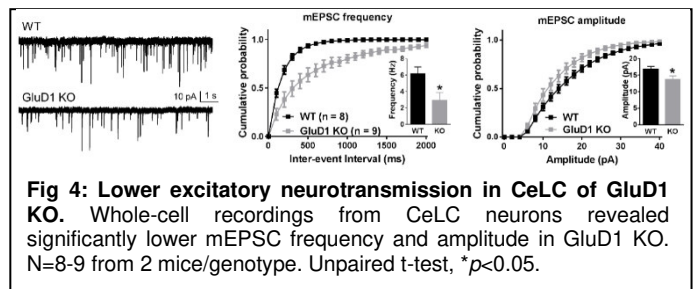 WT
GluD1 KO
10 pA
1 s
mEPSC frequency
Cumulative probability
1.0
0.5
0.0
0
500
1000
1500
2000
Inter-event Interval (ms)
WT (n = 8)
GluD1 KO (n = 9)
Frequency (Hz)
8
6
4
2
0
*
WT
KO
mEPSC amplitude
Cumulative probability
1.0
0.5
0.0
0
10
20
30
40
Amplitude (pA)
WT
GluD1 KO
Amplitude (pA)
20
15
10
5
0
*
WT
KO
Fig 4: Lower excitatory neurotransmission in CeLC of GluD1
KO. Whole-cell recordings from CeLC neurons revealed
significantly lower mEPSC frequency and amplitude in GluD1 KO.
N=8-9 from 2 mice/genotype. Unpaired t-test, *p<0.05.